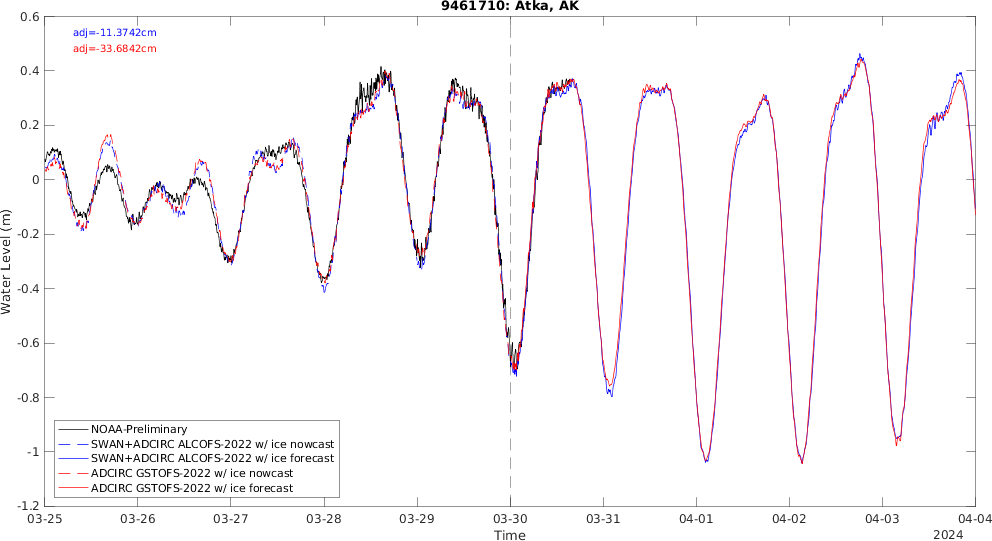 9461710: Atka, AK
adj=-11.3742cm
adj=-33.6842cm
0.6
0.4
0.2
0
-0.2
-0.4
-0.6
-0.8
-1
-1.2
Water Level (m)
NOAA-Preliminary
SWAN+ADCIRC ALCOFS-2022 w/ ice nowcast
SWAN+ADCIRC ALCOFS-2022 w/ ice forecast
ADCIRC GSTOFS-2022 w/ ice nowcast
ADCIRC GSTOFS-2022 w/ ice forecast
03-25 03-26 03-27 03-28 03-29 03-30 03-31 04-01 04-02 04-03 04-04
Time
2024